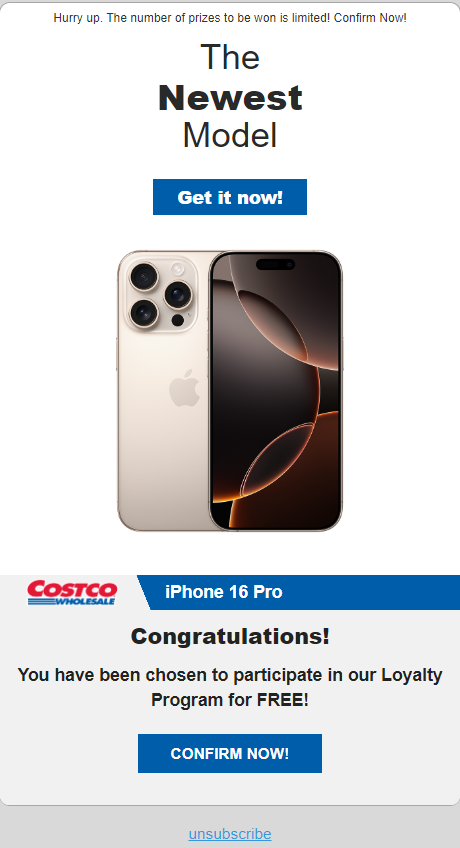 Hurry up. The number of prizes to be won is limited! Confirm Now!
The
Newest
Model
Get it now!
COSTCO
WHOLESALE
iPhone 16 Pro
Congratulations!
You have been chosen to participate in our Loyalty
Program for FREE!
CONFIRM NOW!
unsubscribe